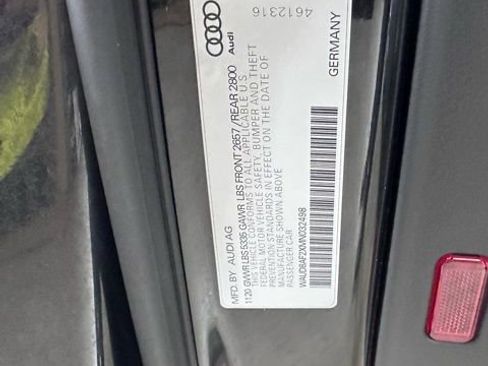 4612316
Audi
MFD. BY AUDI AG
11/20 GVWR LBS 5335 GAWR LBS FRONT 2657/REAR 2800
THIS VEHICLE CONFORMS TO ALL APPLICABLE U.S.
FEDERAL MOTOR VEHICLE SAFETY, BUMPER AND THEFT
PREVENTION STANDARDS IN EFFECT ON THE DATE OF
MANUFACTURE SHOWN ABOVE
PASSENGER CAR
WAUD8AF2XMN032498
GERMANY